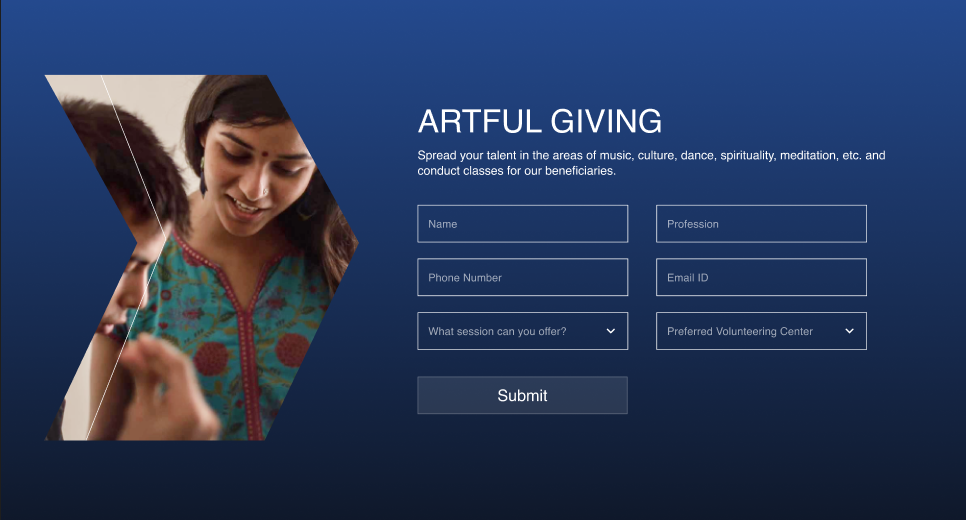 ARTFUL GIVING
Spread your talent in the areas of music, culture, dance, spirituality, meditation, etc. and
conduct classes for our beneficiaries.
Name
Profession
Phone Number
Email ID
What session can you offer?
Preferred Volunteering Center
Submit